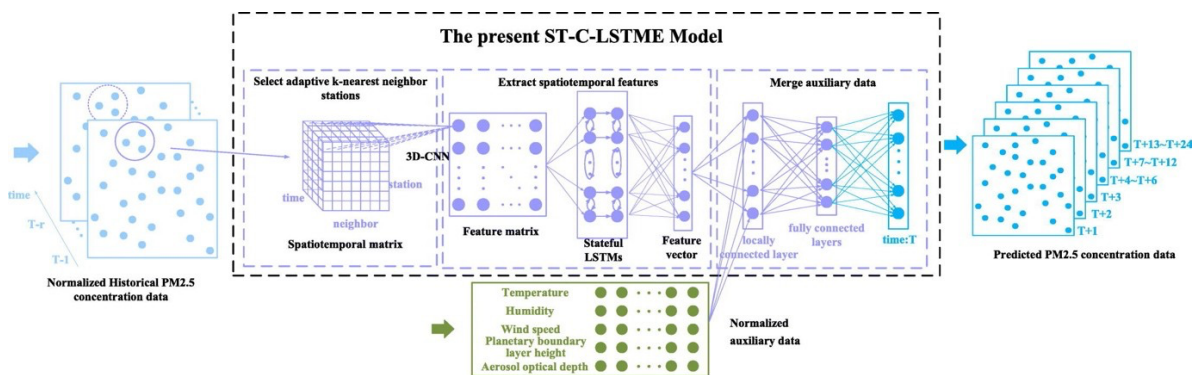 The present ST-C-LSTME Model
Select adaptive k-nearest neighbor
stations
Extract spatiotemporal features
Merge auxiliary data
time
T-r
T-1
Normalized Historical PM2.5
concentration data
time
station
neighbor
Spatiotemporal matrix
3D-CNN
Feature matrix
Stateful
LSTMs
Feature
vector
locally
connected layer
fully connected
layers
time:T
T+13~T+24
T+7~T+12
T+4~T+6
T+3
T+2
T+1
Predicted PM2.5 concentration data
Temperature
Humidity
Wind speed
Planetary boundary
layer height
Aerosol optical depth
Normalized
auxiliary data